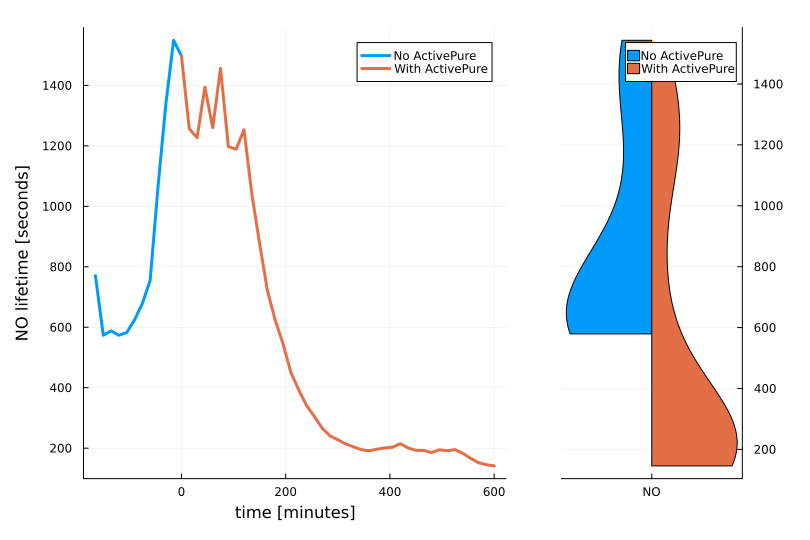 No ActivePure
With ActivePure
1400
1200
1000
800
600
400
200
NO lifetime [seconds]
0
200
400
600
time [minutes]
No ActivePure
With ActivePure
1400
1200
1000
800
600
400
200
NO